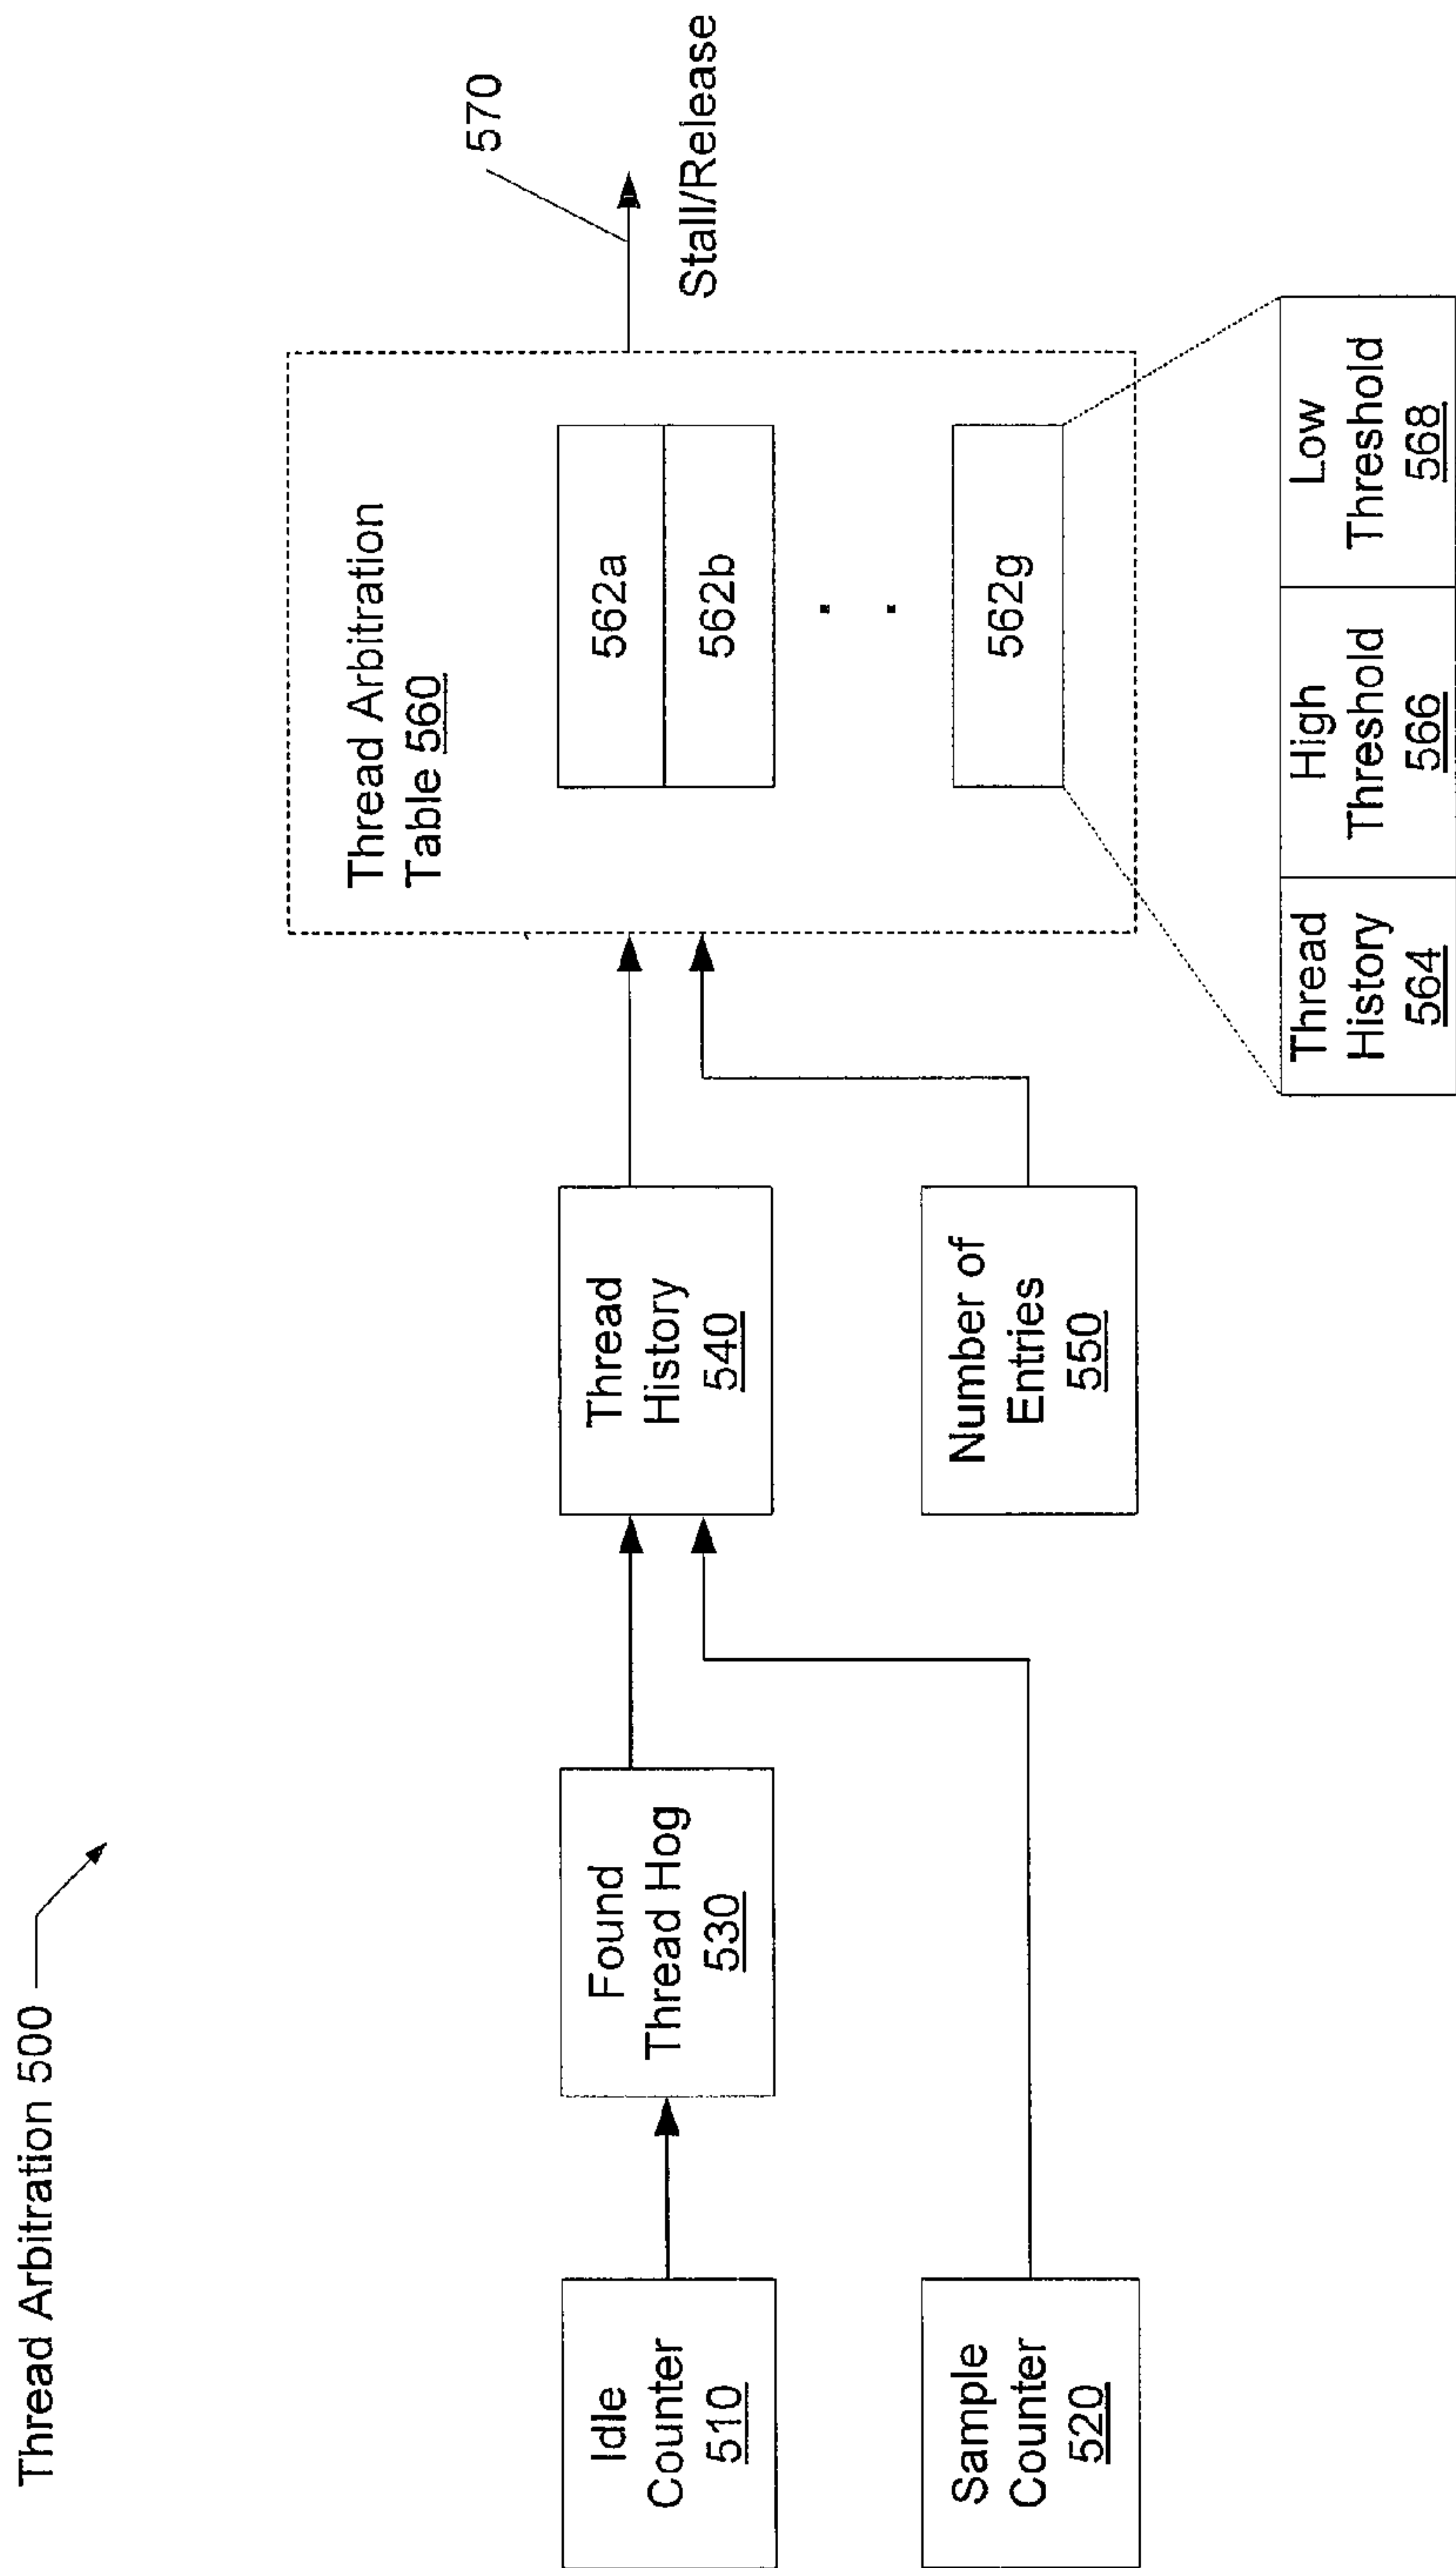 Thread Arbitration 500
Idle
Counter
510
Sample
Counter
520
Found
Thread Hog
530
Thread
History
540
Number of
Entries
550
Thread Arbitration
Table 560
562a
562b
562g
570
Stall/Release
Thread
History
564
High
Threshold
566
Low
Threshold
568